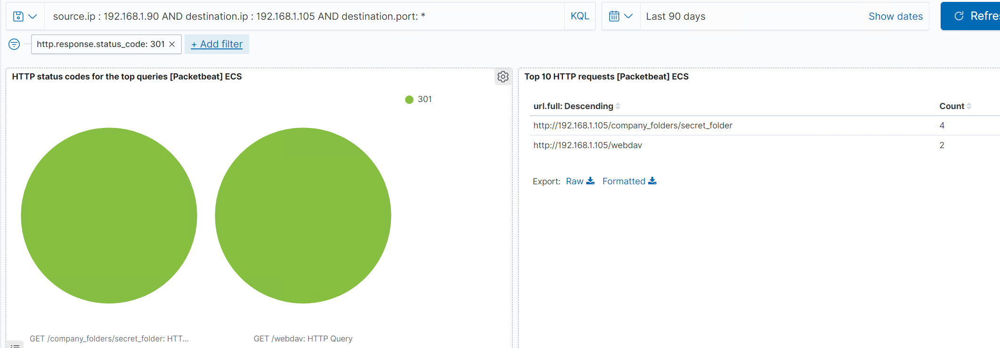 source.ip : 192.168.1.90 AND destination.ip : 192.168.1.105 AND destination.port: *
KQL
Last 90 days
Show dates
Refre
http.response.status_code: 301 ×
+ Add filter
HTTP status codes for the top queries [Packetbeat] ECS
301
GET /company_folders/secret_folder: HTT...
GET /webdav: HTTP Query
Top 10 HTTP requests [Packetbeat] ECS
url.full: Descending Count
http://192.168.1.105/company_folders/secret_folder 4
http://192.168.1.105/webdav 2
Export: Raw Formatted